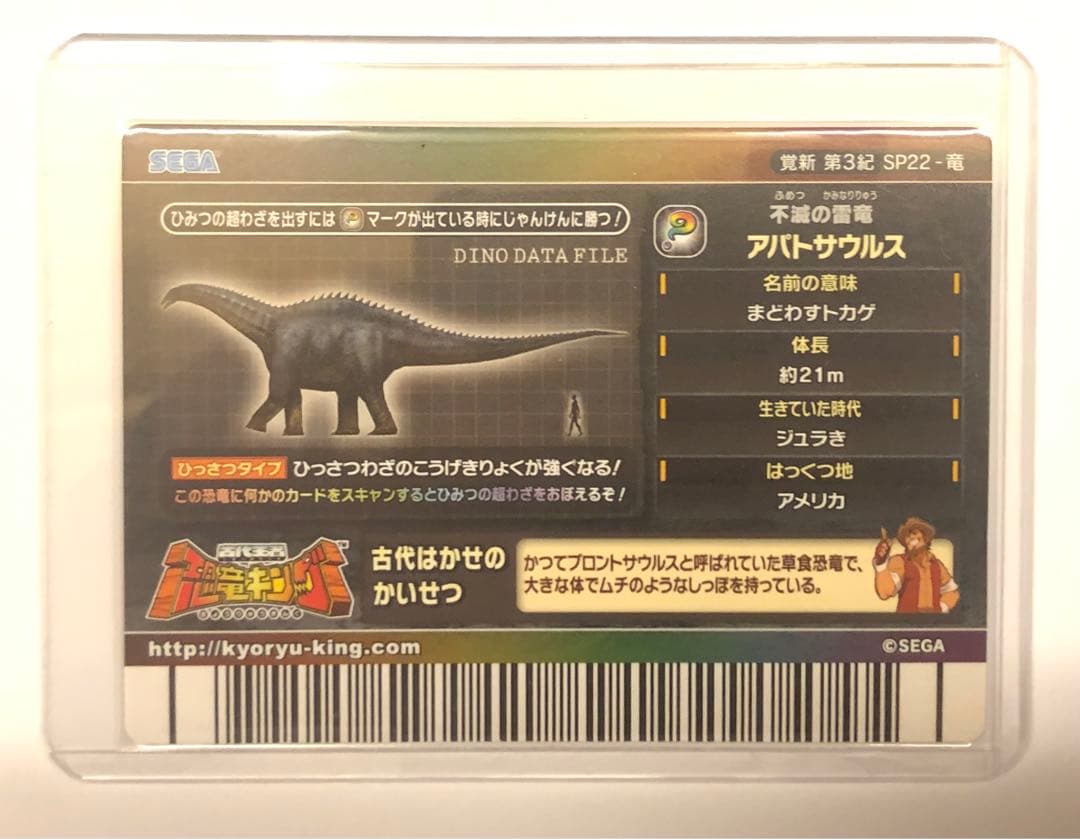 SEGA
覚新 第3紀 SP22-竜
ひみつの超わざを出すには マークが出ている時にじゃんけんに勝つ!
DINO DATA FILE
ふめつ かみなりりゅう
不滅の雷竜
アパトサウルス
名前の意味
まどわすトカゲ
体長
約21m
生きていた時代
ジュラき
はっくつ地
アメリカ
ひっさつタイプ ひっさつわざのこうげきりょくが強くなる!
この恐竜に何かのカードをスキャンするとひみつの超わざをおぼえるぞ!
古代王者
恐竜キング
TM
古代はかせの
かいせつ
かつてブロントサウルスと呼ばれていた草食恐竜で、
大きな体でムチのようなしっぽを持っている。
http://kyoryu-king.com
©SEGA